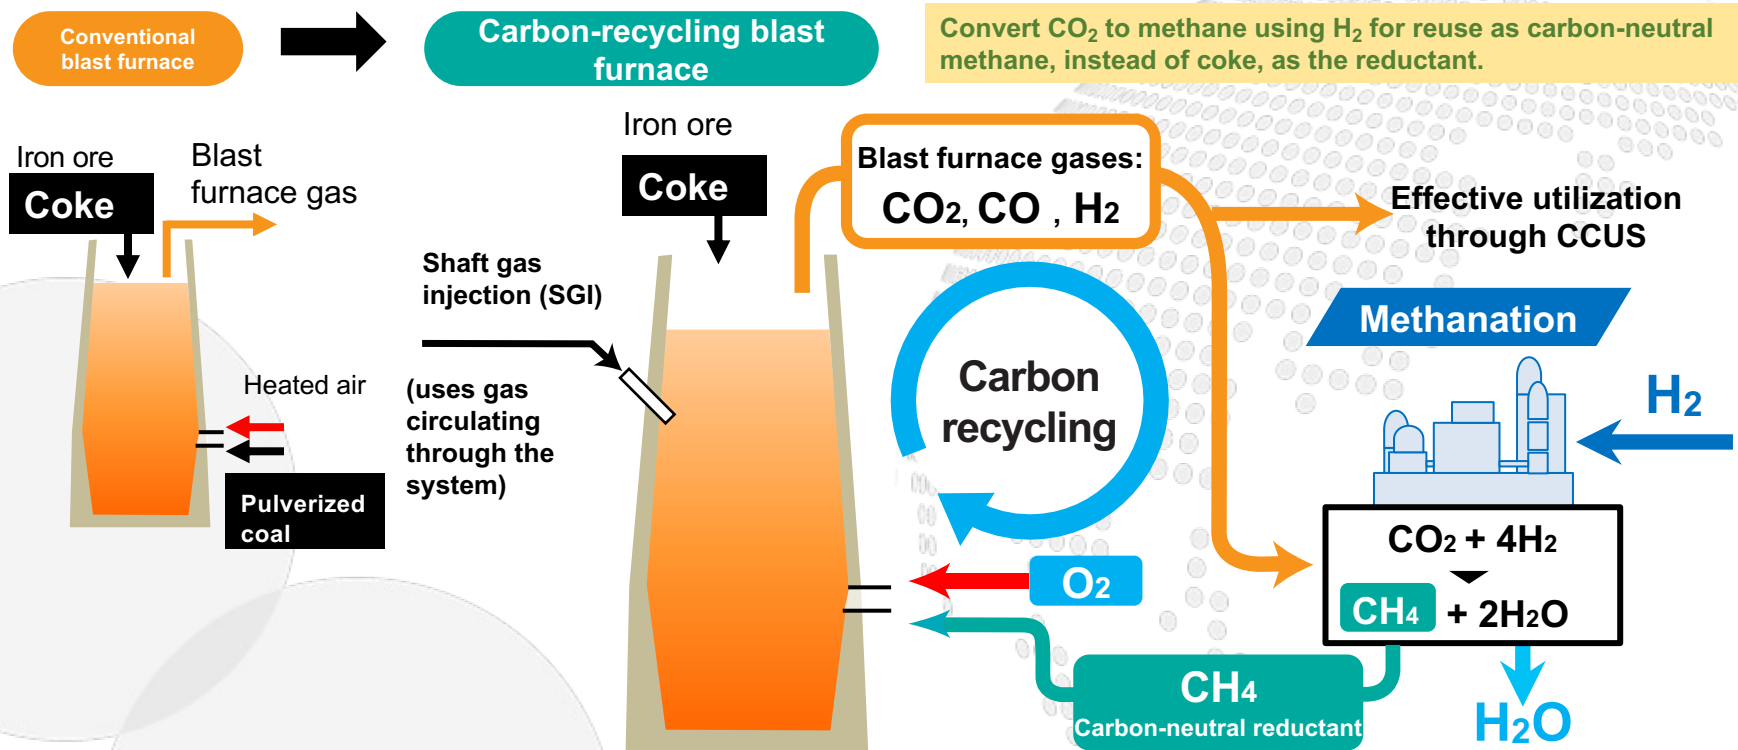 Conventional
blast furnace
Carbon-recycling blast
furnace
Convert CO₂ to methane using H₂ for reuse as carbon-neutral
methane, instead of coke, as the reductant.
Iron ore
Coke
Blast
furnace gas
Heated air
Pulverized
coal
Iron ore
Coke
Shaft gas
injection (SGI)
(uses gas
circulating
through the
system)
Blast furnace gases:
CO₂, CO , H₂
Effective utilization
through CCUS
Carbon
recycling
Methanation
H₂
O₂
CO₂ + 4H₂
CH₄ + 2H₂O
CH₄
Carbon-neutral reductant
H₂O